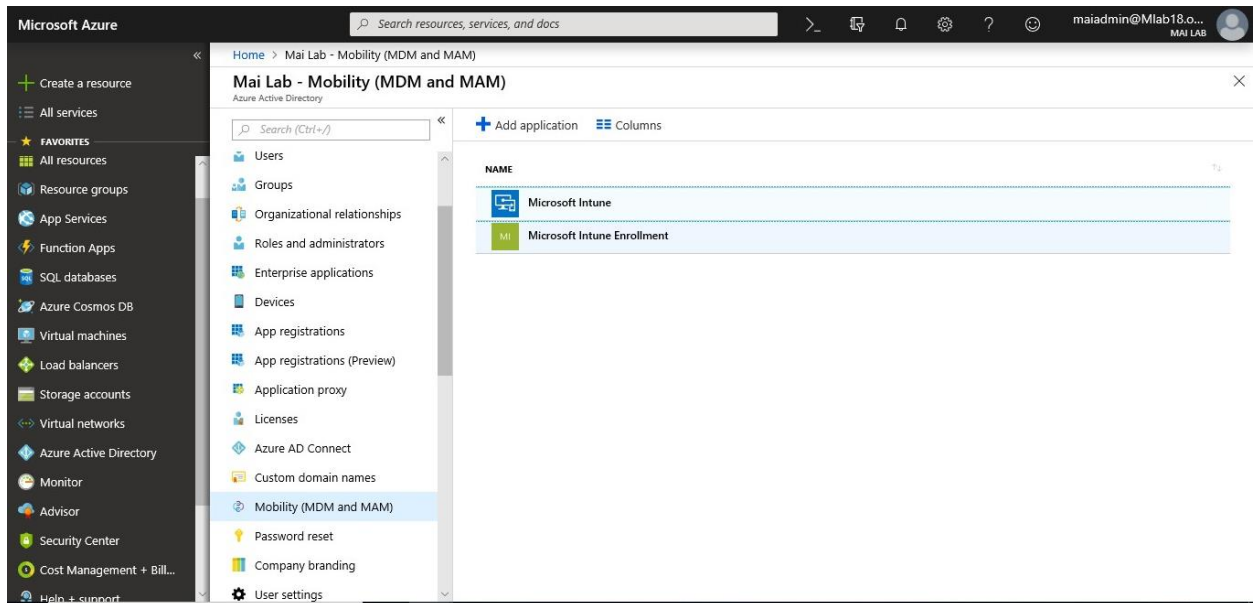 Microsoft Azure
Search resources, services, and docs
maiadmin@Mlab18.o...
MAI LAB
Create a resource
All services
FAVORITES
All resources
Resource groups
App Services
Function Apps
SQL databases
Azure Cosmos DB
Virtual machines
Load balancers
Storage accounts
Virtual networks
Azure Active Directory
Monitor
Advisor
Security Center
Cost Management + Bill...
Help + support
Home > Mai Lab - Mobility (MDM and MAM)
Mai Lab - Mobility (MDM and MAM)
Azure Active Directory
Search (Ctrl+/)
Users
Groups
Organizational relationships
Roles and administrators
Enterprise applications
Devices
App registrations
App registrations (Preview)
Application proxy
Licenses
Azure AD Connect
Custom domain names
Mobility (MDM and MAM)
Password reset
Company branding
User settings
Add application
Columns
NAME
Microsoft Intune
MI
Microsoft Intune Enrollment